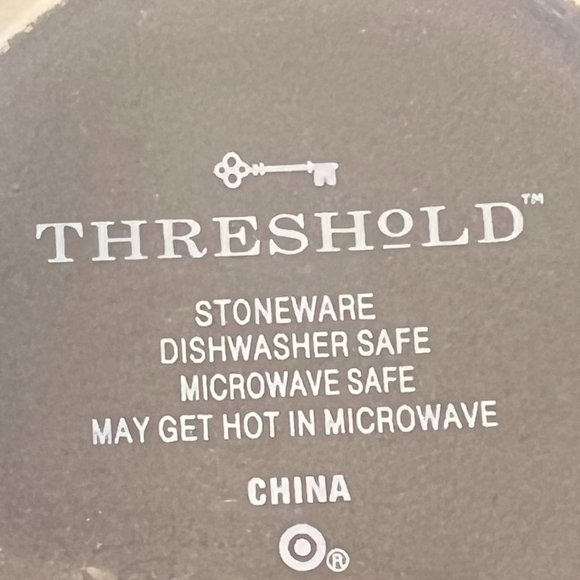 THRESHOLD™
STONEWARE
DISHWASHER SAFE
MICROWAVE SAFE
MAY GET HOT IN MICROWAVE
CHINA
®